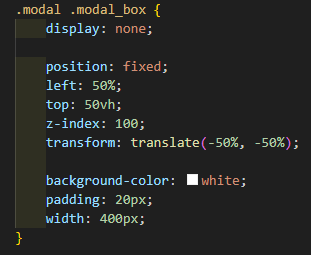 .modal .modal_box {
display: none;
position: fixed;
left: 50%;
top: 50vh;
z-index: 100;
transform: translate(-50%, -50%);
background-color: white;
padding: 20px;
width: 400px;
}